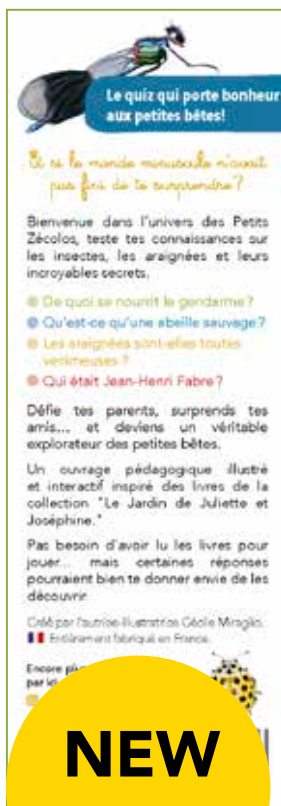 Le quiz qui porte bonheur
aux petites bêtes!
Et si le monde minuscule n'avait
pas fini de te surprendre?
Bienvenue dans l'univers des Petits
Zécolos, teste tes connaissances sur
les insectes, les araignées et leurs
incroyables secrets.
De quoi se nourrit le gendarme?
Qu'est-ce qu'une abeille sauvage?
Les araignées sont-elles toutes
venimeuses ?
Qui était Jean-Henri Fabre?
Défie tes parents, surprends tes
amis... et deviens un véritable
explorateur des petites bêtes.
Un ouvrage pédagogique illustré
et interactif inspiré des livres de la
collection "Le Jardin de Juliette et
Joséphine."
Pas besoin d'avoir lu les livres pour
jouer... mais certaines réponses
pourraient bien te donner envie de les
découvrir
Créé par l'autrice-illustratrice Cécile Miraglio.
Entièrement fabriqué en France.
Encore
par
NEW